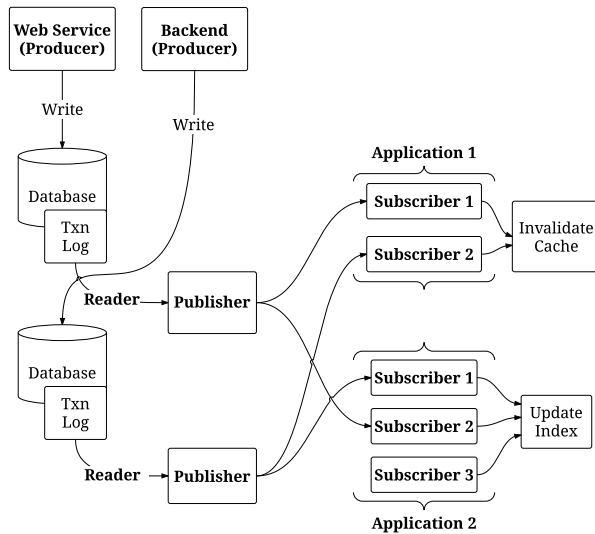 Web Service
(Producer)
Backend
(Producer)
Write
Write
Database
Txn
Log
Reader
Publisher
Application 1
Subscriber 1
Subscriber 2
Invalidate
Cache
Database
Txn
Log
Reader
Publisher
Subscriber 1
Subscriber 2
Subscriber 3
Update
Index
Application 2